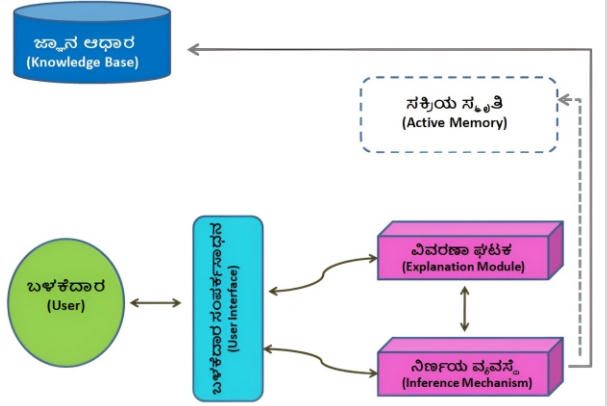 ಜ್ಞಾನ ಆಧಾರ
(Knowledge Base)
ಸಕ್ರಿಯ ಸ್ಮೃತಿ
(Active Memory)
ಬಳಕೆದಾರ
(User)
ಬಳಕೆದಾರ ಸಂಪರ್ಕಸಾಧನ
(User Interface)
ವಿವರಣಾ ಘಟಕ
(Explanation Module)
ನಿರ್ಣಯ ವ್ಯವಸ್ಥೆ
(Inference Mechanism)